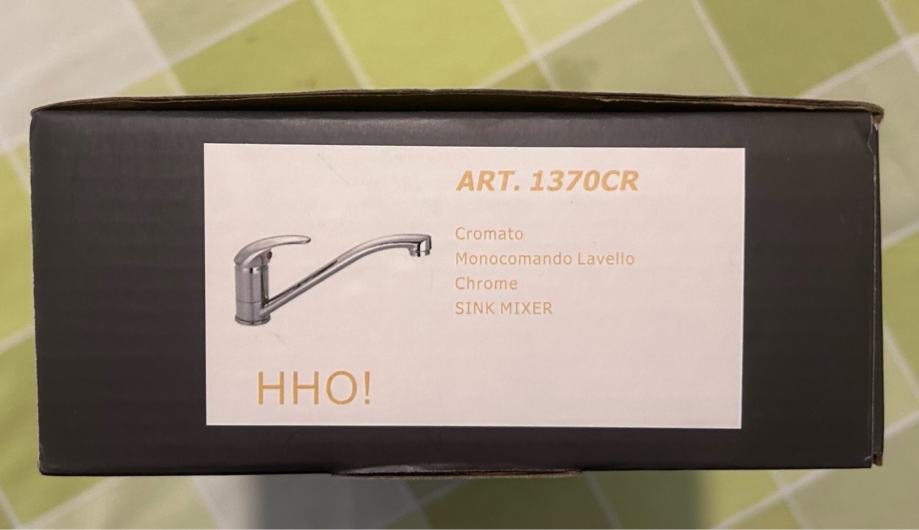 ART. 1370CR
Cromato
Monocomando Lavello
Chrome
SINK MIXER
HHO!